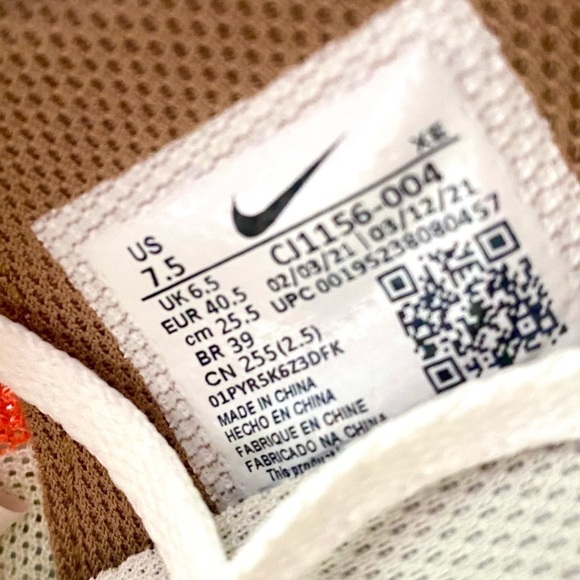 XE
US
7.5
CJ1156-004
02/03/21 | 03/12/21
UPC 00195238080457
UK 6.5
EUR 40.5
cm 25.5
BR 39
CN 255(2.5)
01PYR5K6Z3DFK
MADE IN CHINA
HECHO EN CHINA
FABRIQUE EN CHINE
FABRICADO NA CHINA
This product